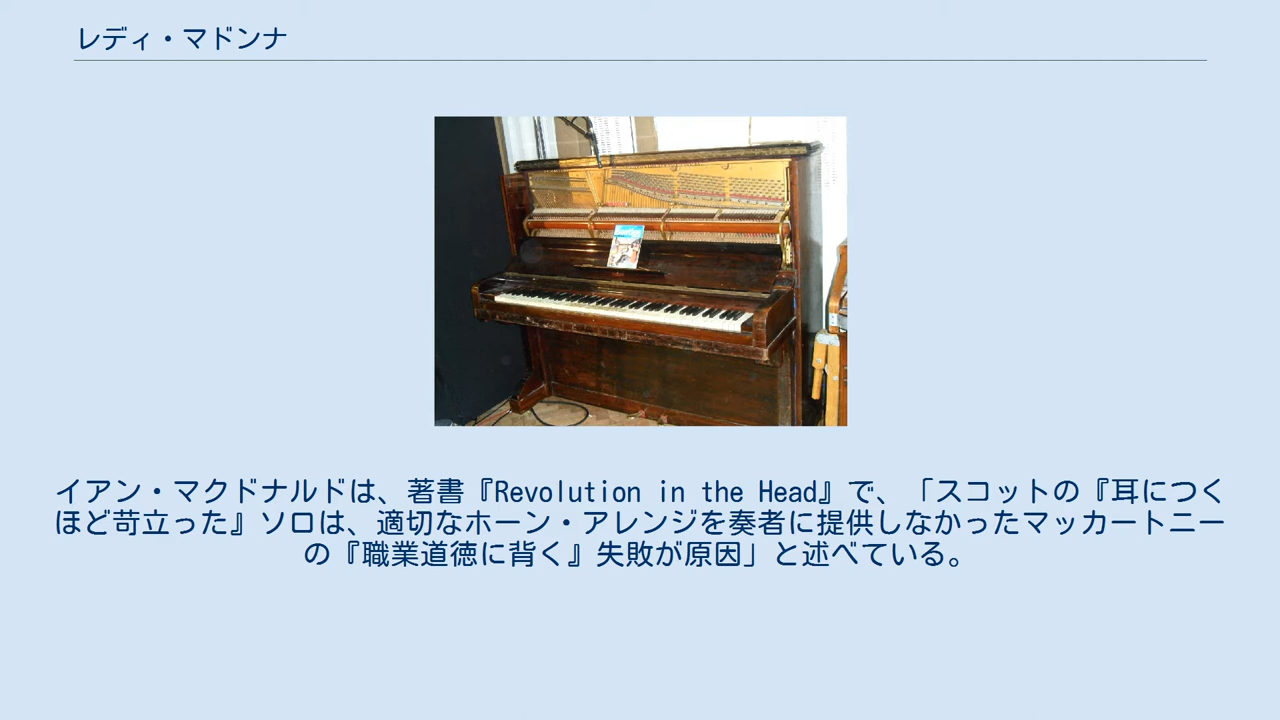 レディ・マドンナ
イアン・マクドナルドは、著書『Revolution in the Head』で、「スコットの『耳につく
ほど苛立った』ソロは、適切なホーン・アレンジを奏者に提供しなかったマッカートニー
の『職業道徳に背く』失敗が原因」と述べている。